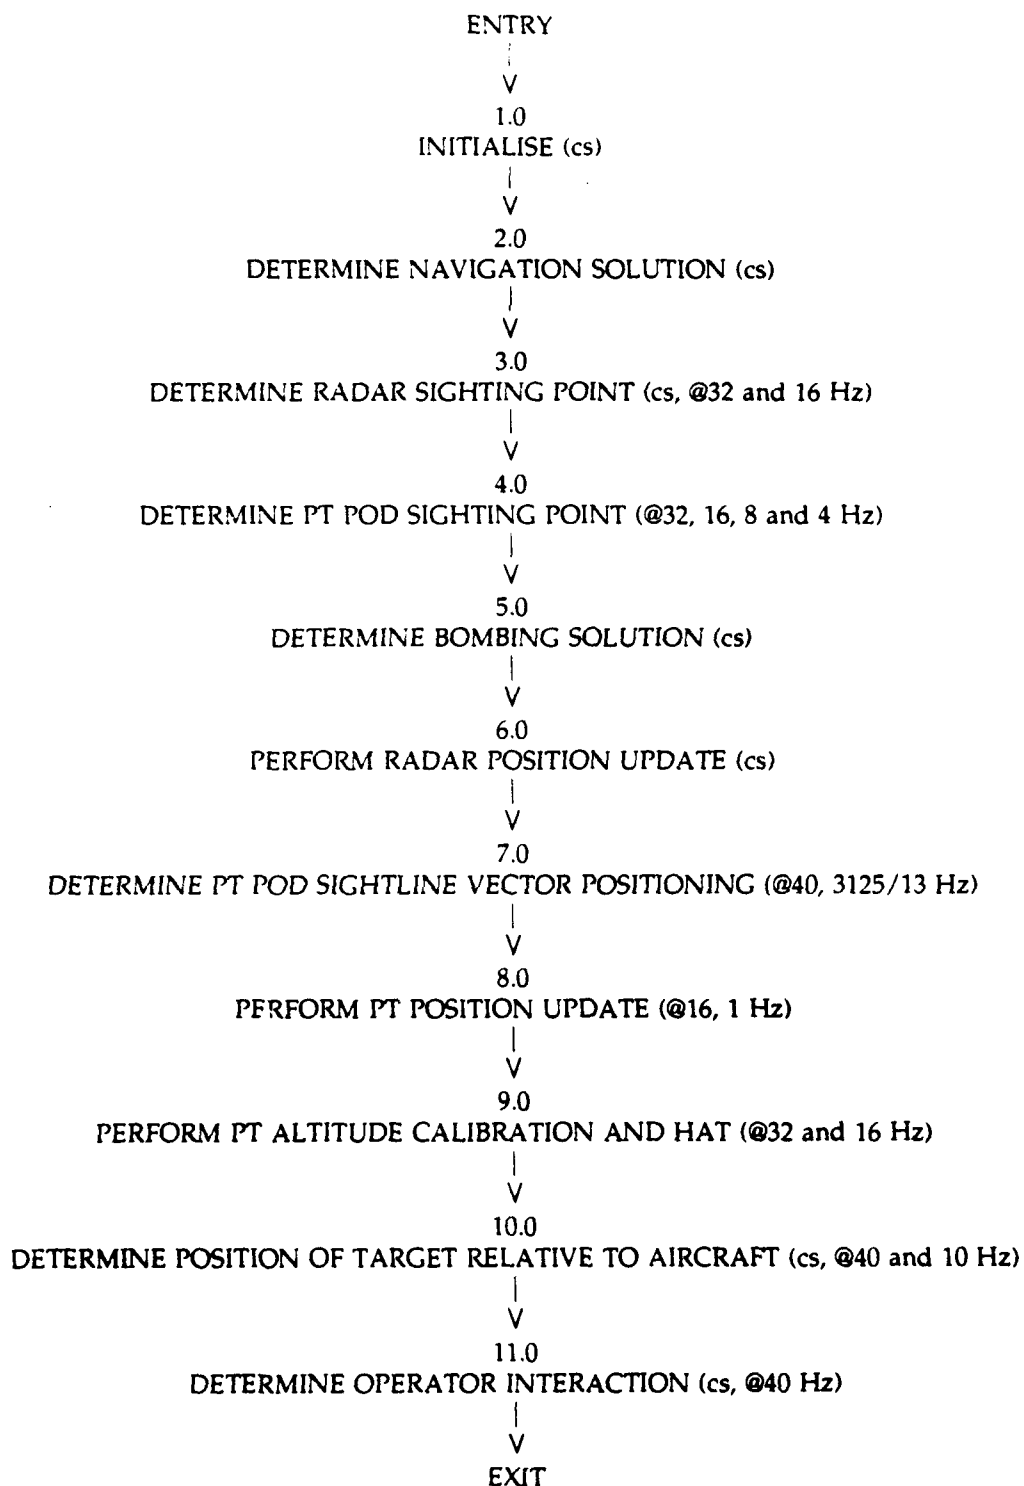 ENTRY
V
1.0
INITIALISE (cs)
V
2.0
DETERMINE NAVIGATION SOLUTION (cs)
V
3.0
DETERMINE RADAR SIGHTING POINT (cs, @32 and 16 Hz)
V
4.0
DETERMINE PT POD SIGHTING POINT (@32, 16, 8 and 4 Hz)
V
5.0
DETERMINE BOMBING SOLUTION (cs)
V
6.0
PERFORM RADAR POSITION UPDATE (cs)
V
7.0
DETERMINE PT POD SIGHTLINE VECTOR POSITIONING (@40, 3125/13 Hz)
V
8.0
PERFORM PT POSITION UPDATE (@16, 1 Hz)
V
9.0
PERFORM PT ALTITUDE CALIBRATION AND HAT (@32 and 16 Hz)
V
10.0
DETERMINE POSITION OF TARGET RELATIVE TO AIRCRAFT (cs, @40 and 10 Hz)
V
11.0
DETERMINE OPERATOR INTERACTION (cs, @40 Hz)
V
EXIT